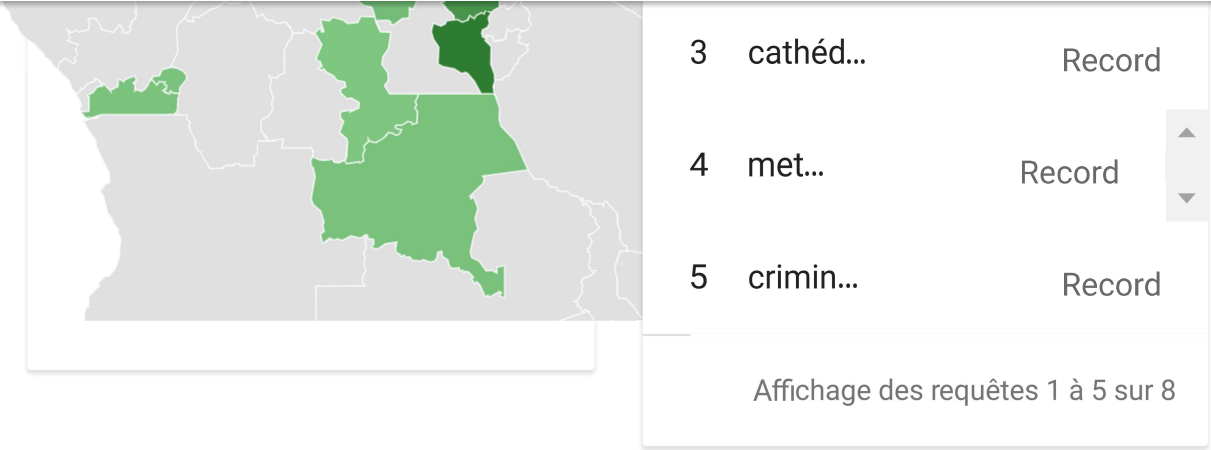 3 cathéd... Record
4 met... Record
5 crimin... Record
Affichage des requêtes 1 à 5 sur 8